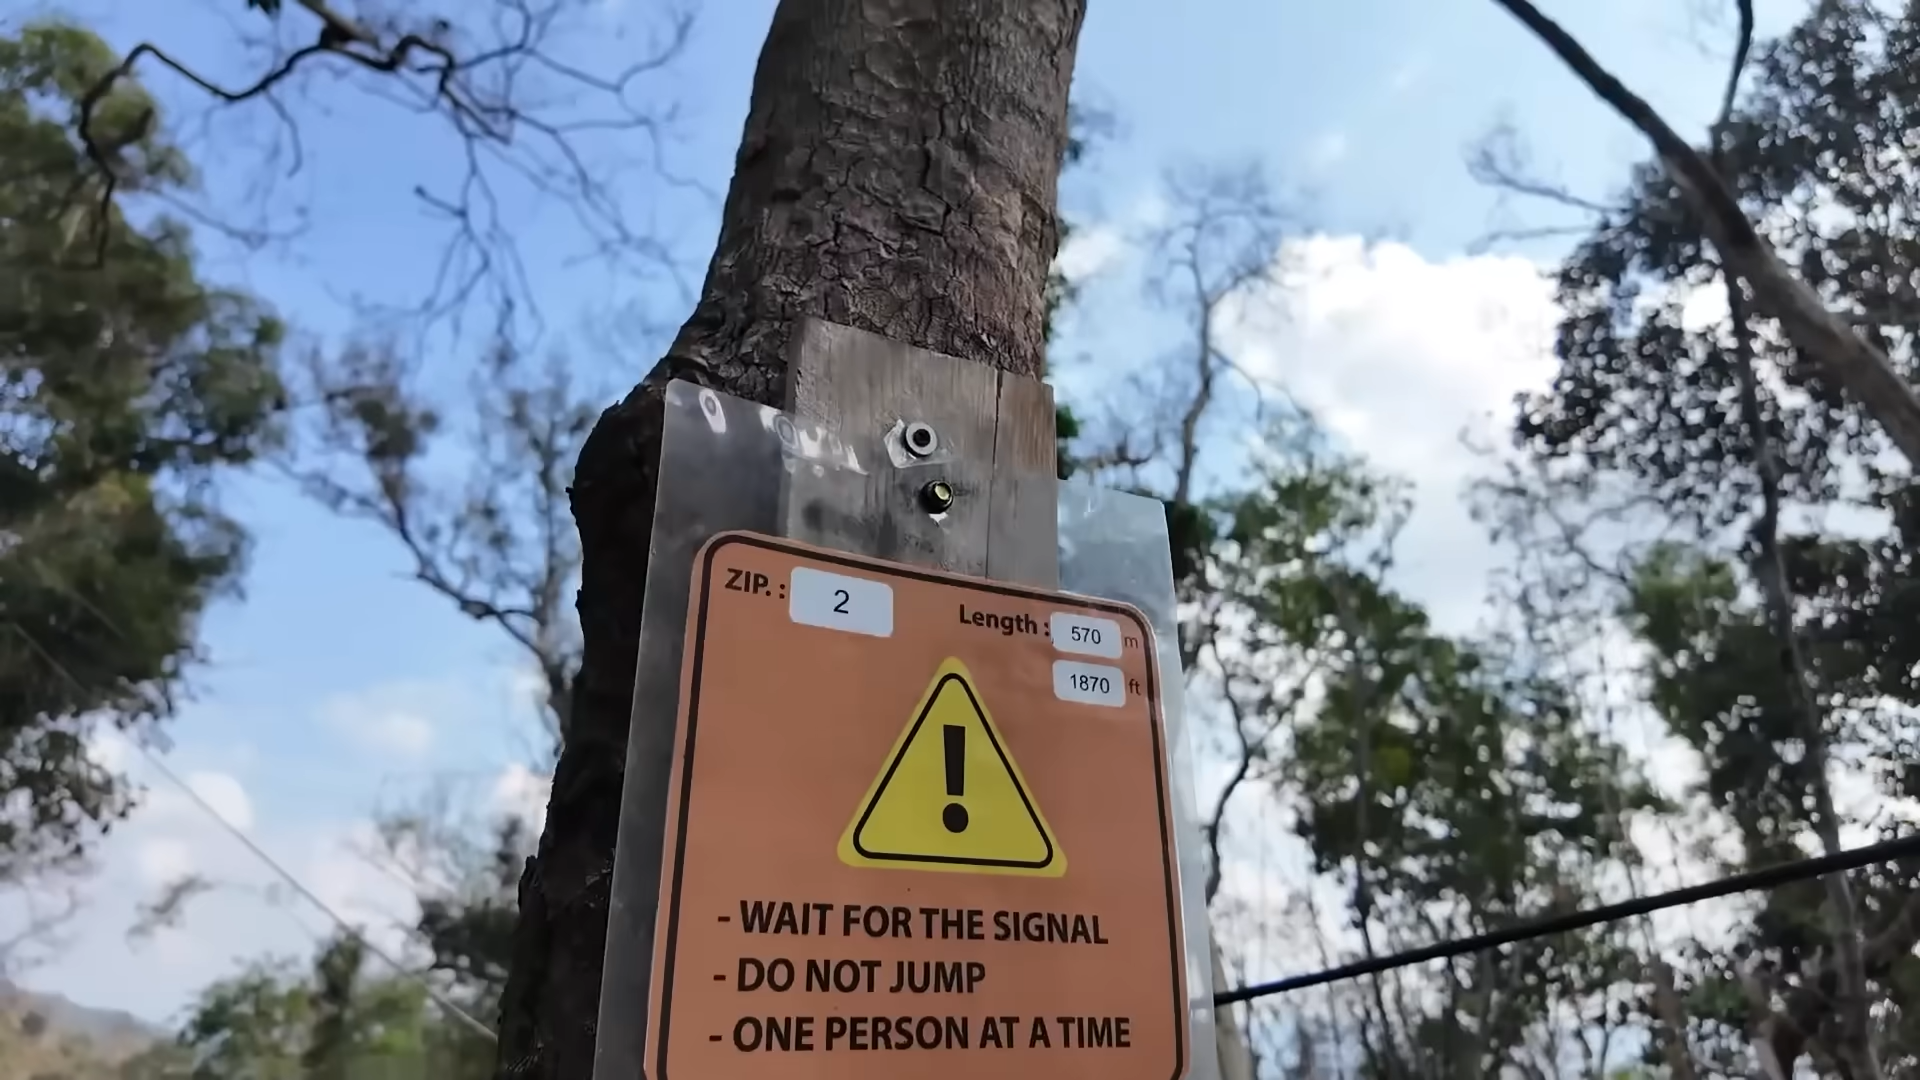 ZIP. : 2
Length : 570 m
1870 ft
!
- WAIT FOR THE SIGNAL
- DO NOT JUMP
- ONE PERSON AT A TIME